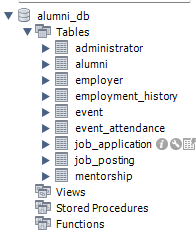 alumni_db
Tables
administrator
alumni
employer
employment_history
event
event_attendance
job_application
job_posting
mentorship
Views
Stored Procedures
Functions